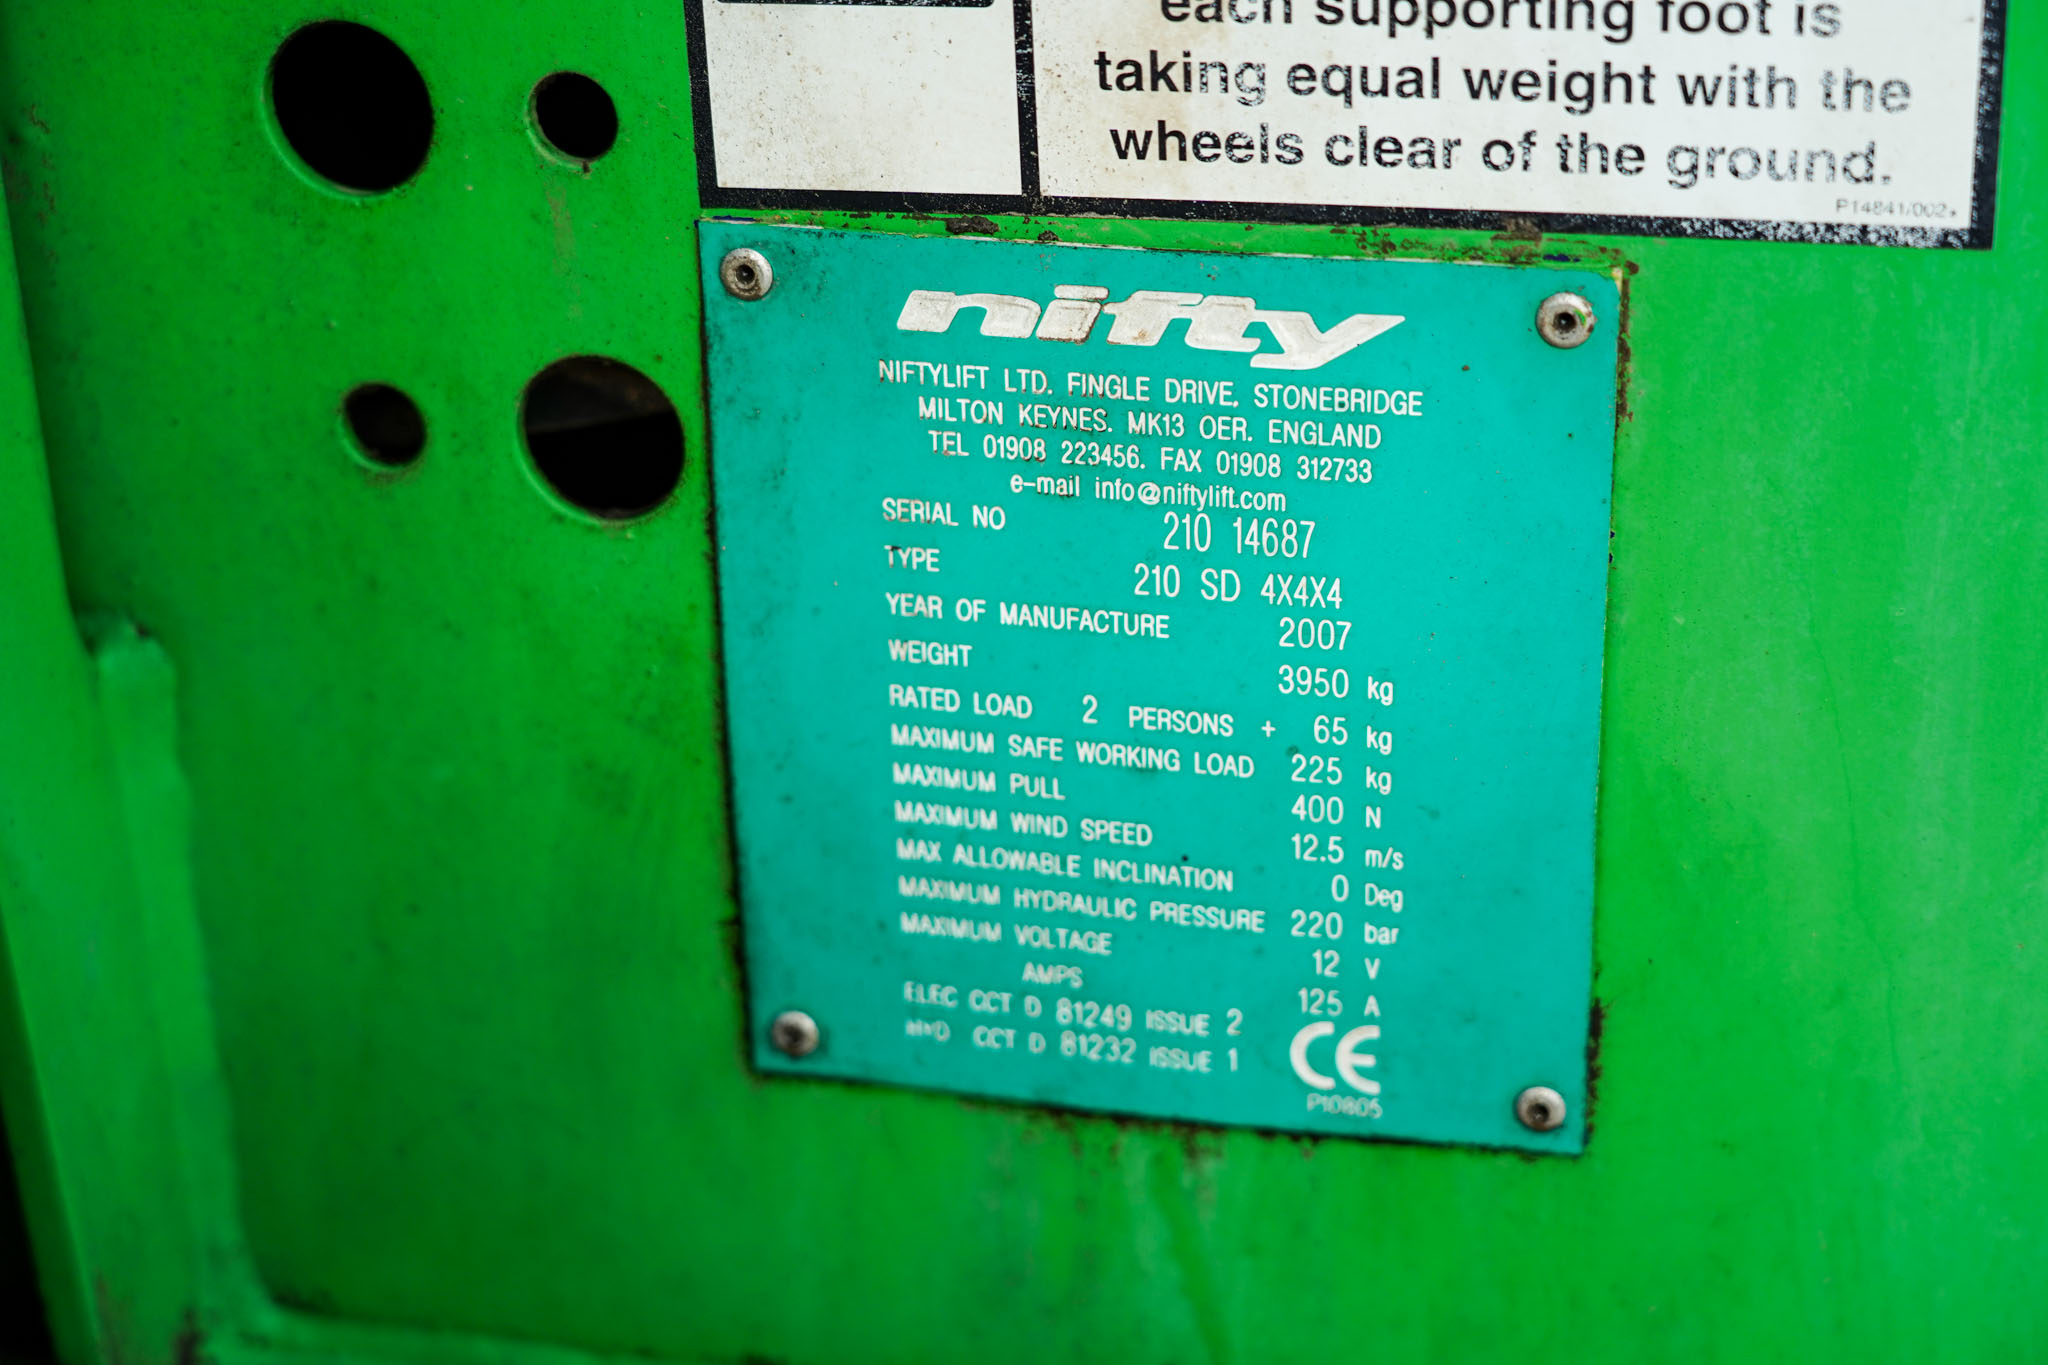 each supporting foot is
taking equal weight with the
wheels clear of the ground.
P14841/002
nifty
NIFTYLIFT LTD. FINGLE DRIVE. STONEBRIDGE
MILTON KEYNES. MK13 OER. ENGLAND
TEL 01908 223456. FAX 01908 312733
e-mail info@niftylift.com
SERIAL NO 210 14687
TYPE 210 SD 4X4X4
YEAR OF MANUFACTURE 2007
WEIGHT 3950 kg
RATED LOAD 2 PERSONS + 65 kg
MAXIMUM SAFE WORKING LOAD 225 kg
MAXIMUM PULL 400 N
MAXIMUM WIND SPEED 12.5 m/s
MAX ALLOWABLE INCLINATION 0 Deg
MAXIMUM HYDRAULIC PRESSURE 220 bar
MAXIMUM VOLTAGE 12 V
AMPS 125 A
ELEC CCT D 81249 ISSUE 2
HYD CCT D 81232 ISSUE 1
CE
P10805